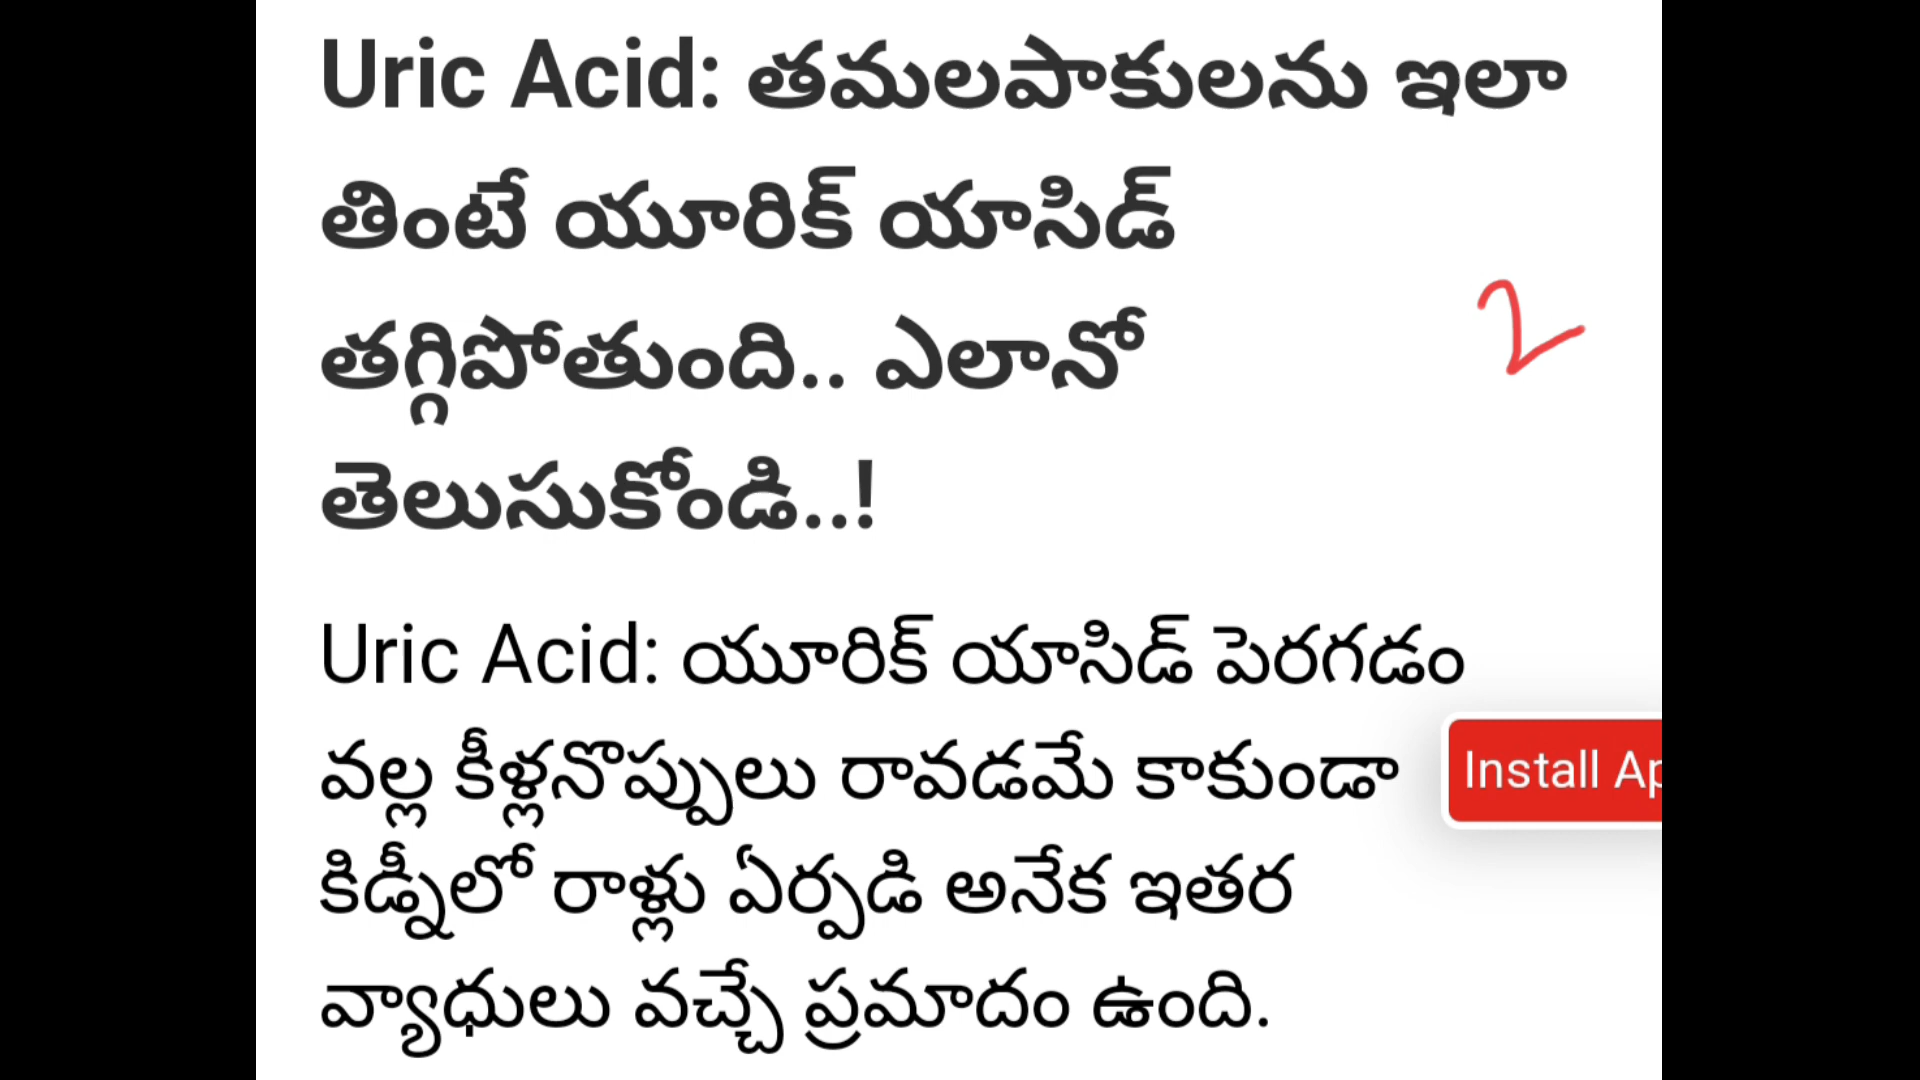 Uric Acid: తమలపాకులను ఇలా
తింటే యూరిక్ యాసిడ్
తగ్గిపోతుంది.. ఎలానో
2
తెలుసుకోండి..!
Uric Acid: యూరిక్ యాసిడ్ పెరగడం
వల్ల కీళ్లనొప్పులు రావడమే కాకుండా
Install Ap
కిడ్నీలో రాళ్లు ఏర్పడి అనేక ఇతర
వ్యాధులు వచ్చే ప్రమాదం ఉంది.